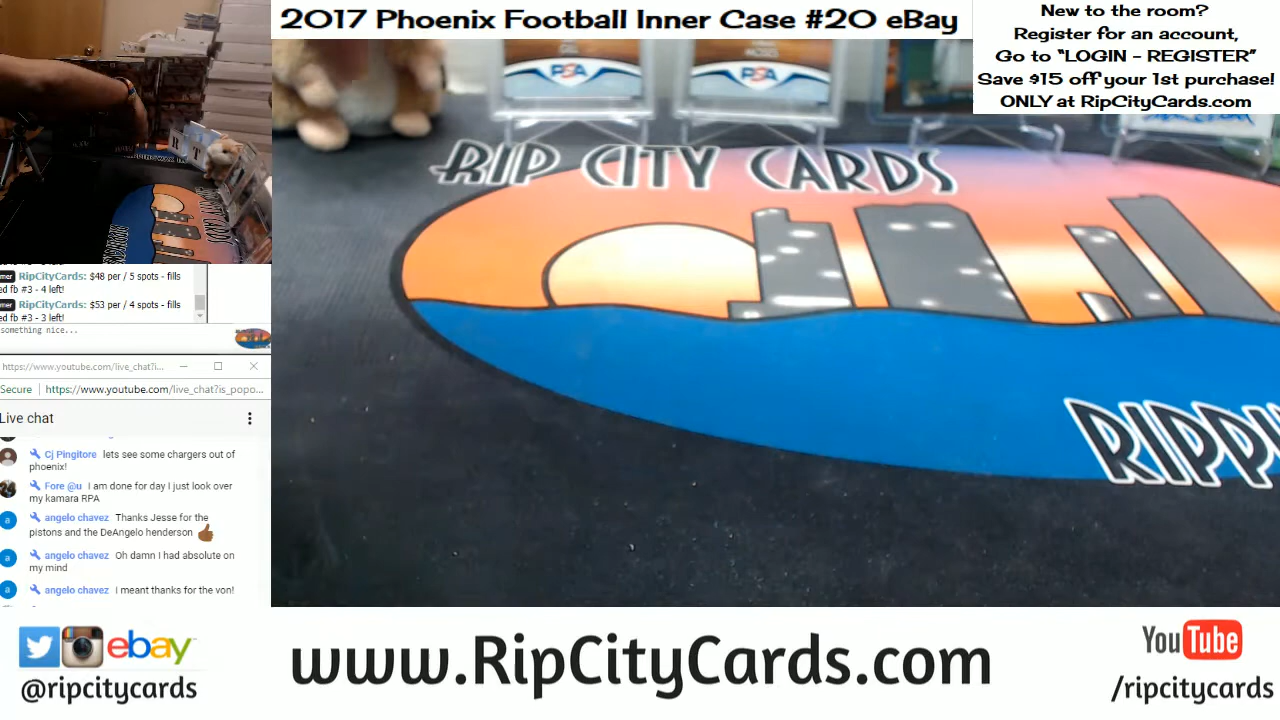 2017 Phoenix Football Inner Case #20 eBay
New to the room?
Register for an account,
Go to "LOGIN - REGISTER"
Save $15 off your 1st purchase!
ONLY at RipCityCards.com
PSA
PSA
RIP CITY CARDS
RipCityCards: $48 per / 5 spots - fills
ed fb #3 - 4 left!
RipCityCards: $53 per / 4 spots - fills
ed fb #3 - 3 left!
something nice...
https://www.youtube.com/live_chat?i...
Secure
https://www.youtube.com/live_chat?is_popo...
Live chat
Cj Pingitore lets see some chargers out of
phoenix!
Fore @u I am done for day I just look over
my kamara RPA
angelo chavez Thanks Jesse for the
pistons and the DeAngelo henderson
angelo chavez Oh damn I had absolute on
my mind
angelo chavez I meant thanks for the von!
ebay
@ripcitycards
www.RipCityCards.com
YouTube
/ripcitycards